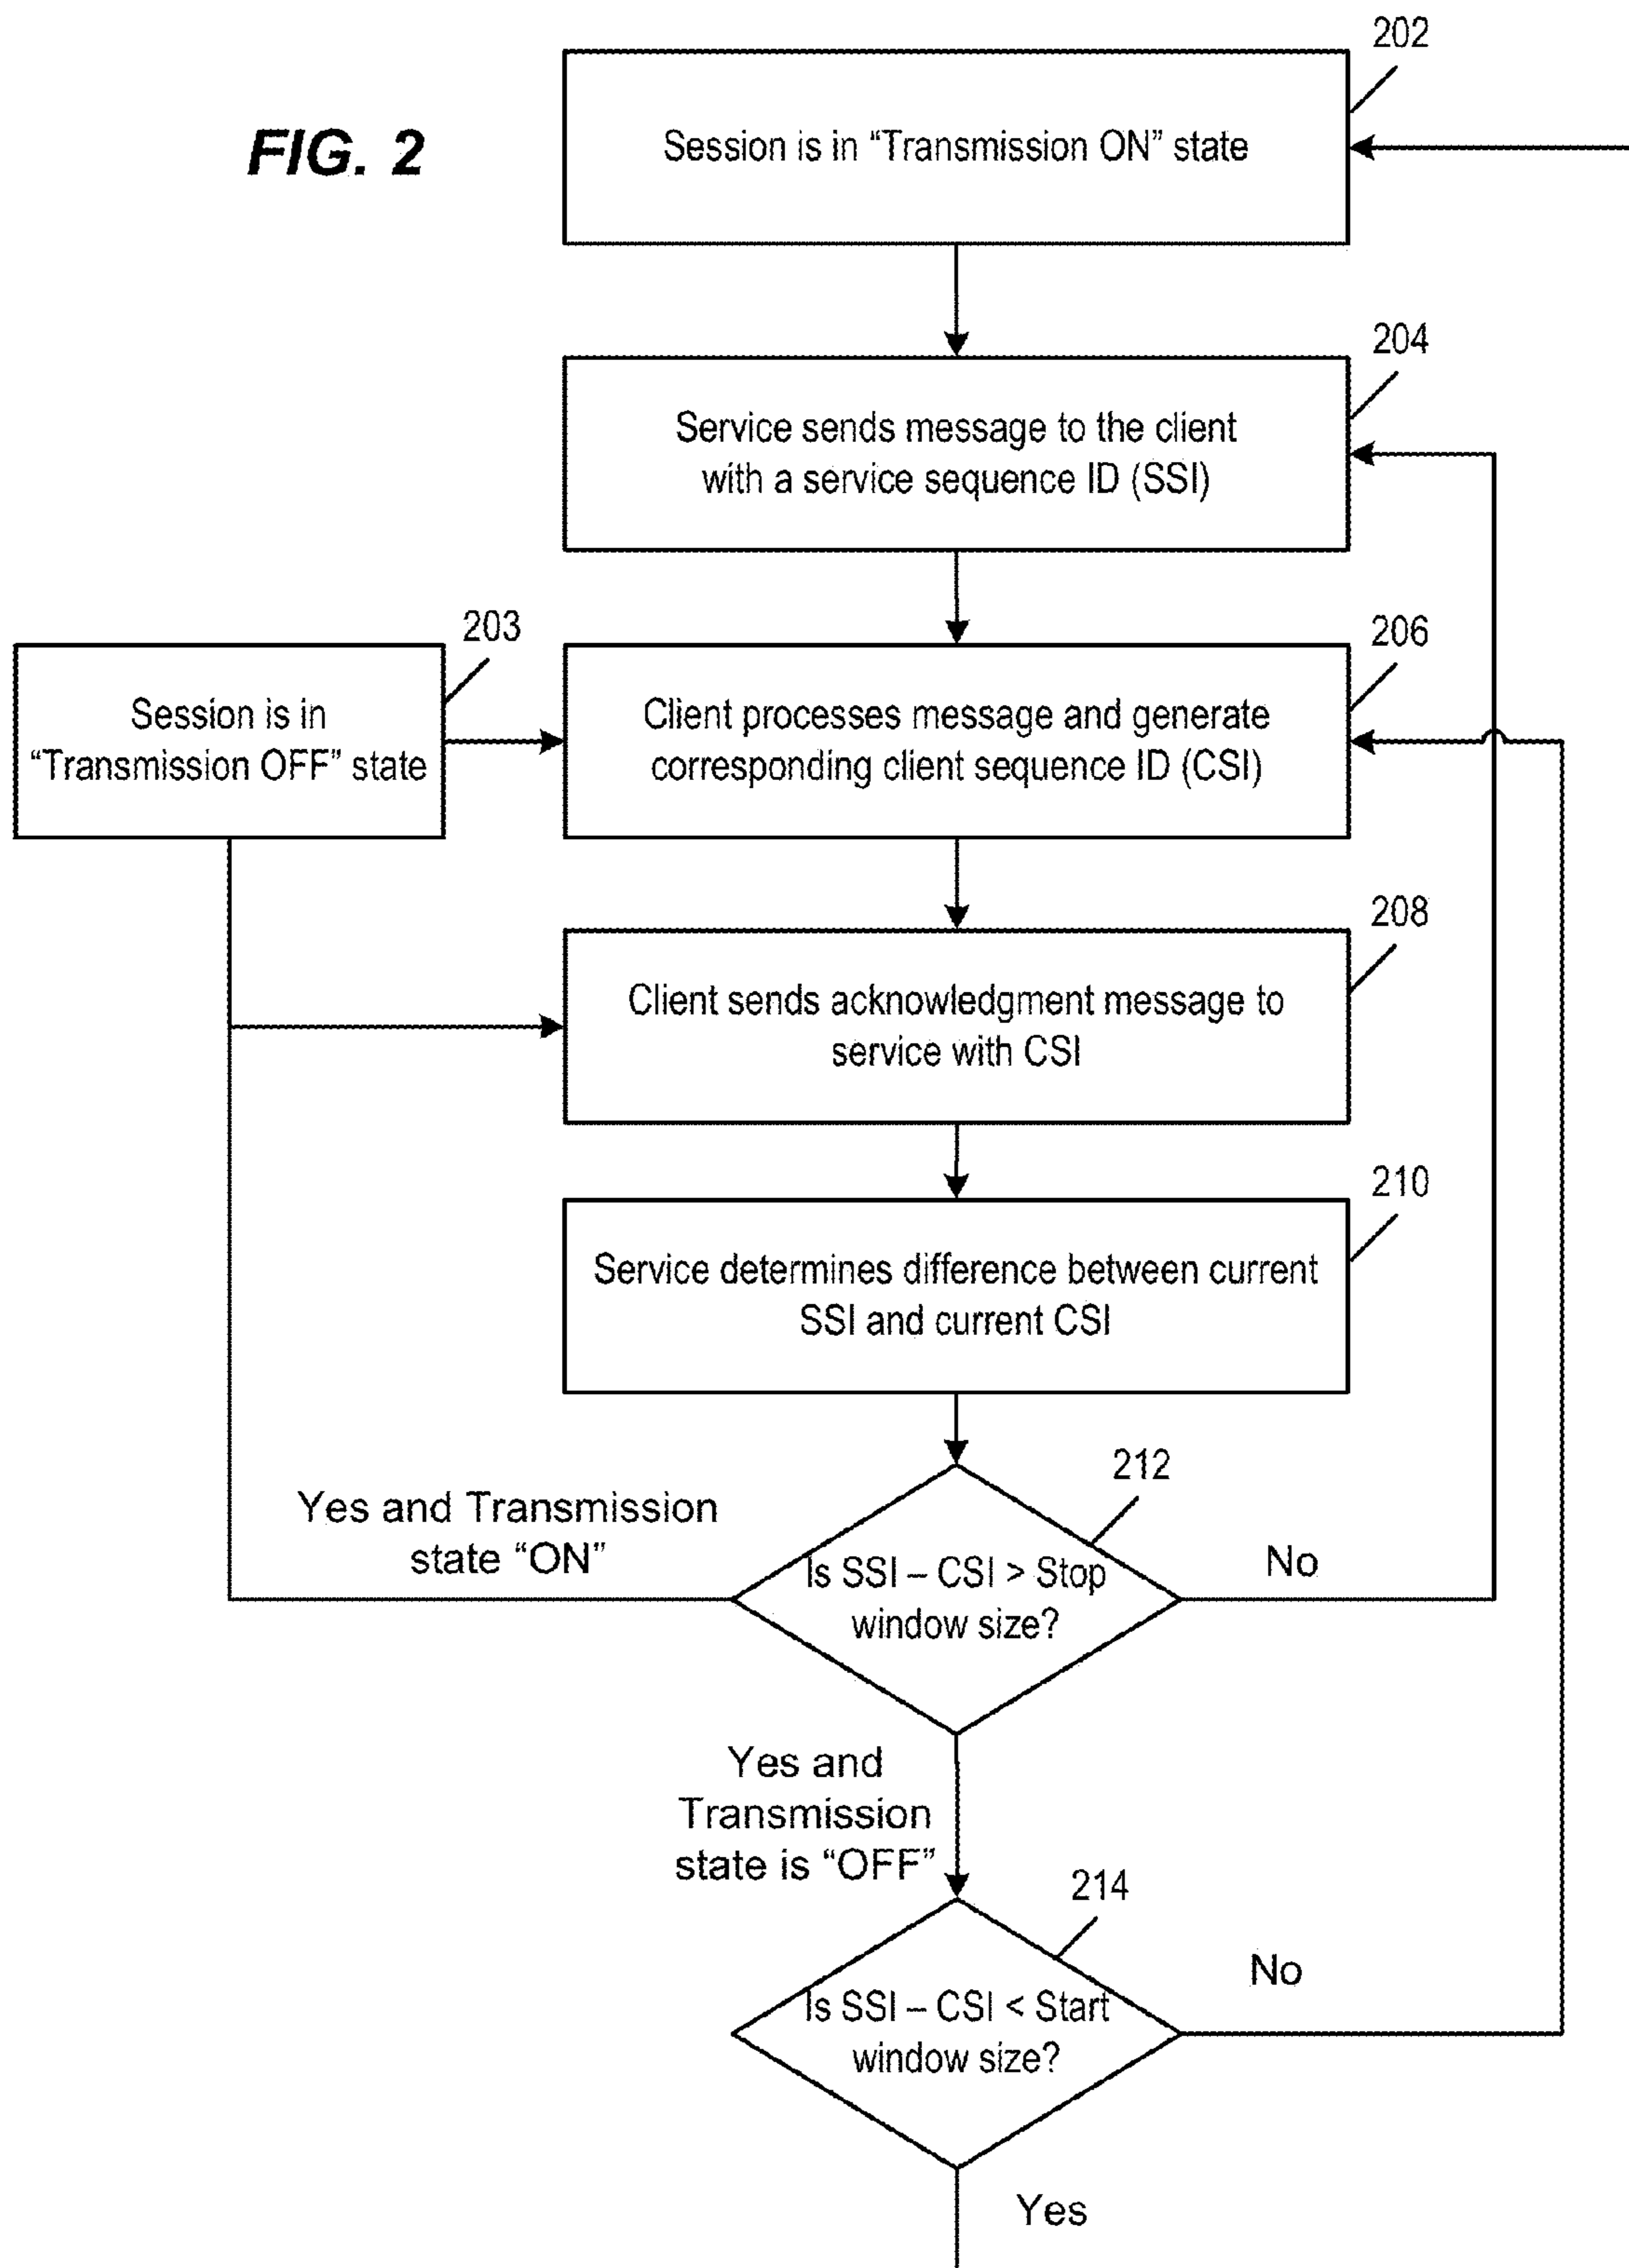 FIG. 2
202
Session is in “Transmission ON” state
204
Service sends message to the client
with a service sequence ID (SSI)
203
Session is in
“Transmission OFF” state
206
Client processes message and generate
corresponding client sequence ID (CSI)
208
Client sends acknowledgment message to
service with CSI
210
Service determines difference between current
SSI and current CSI
212
Yes and Transmission
state “ON”
Is SSI – CSI > Stop
window size?
No
Yes and
Transmission
state is “OFF”
214
Is SSI – CSI < Start
window size?
No
Yes